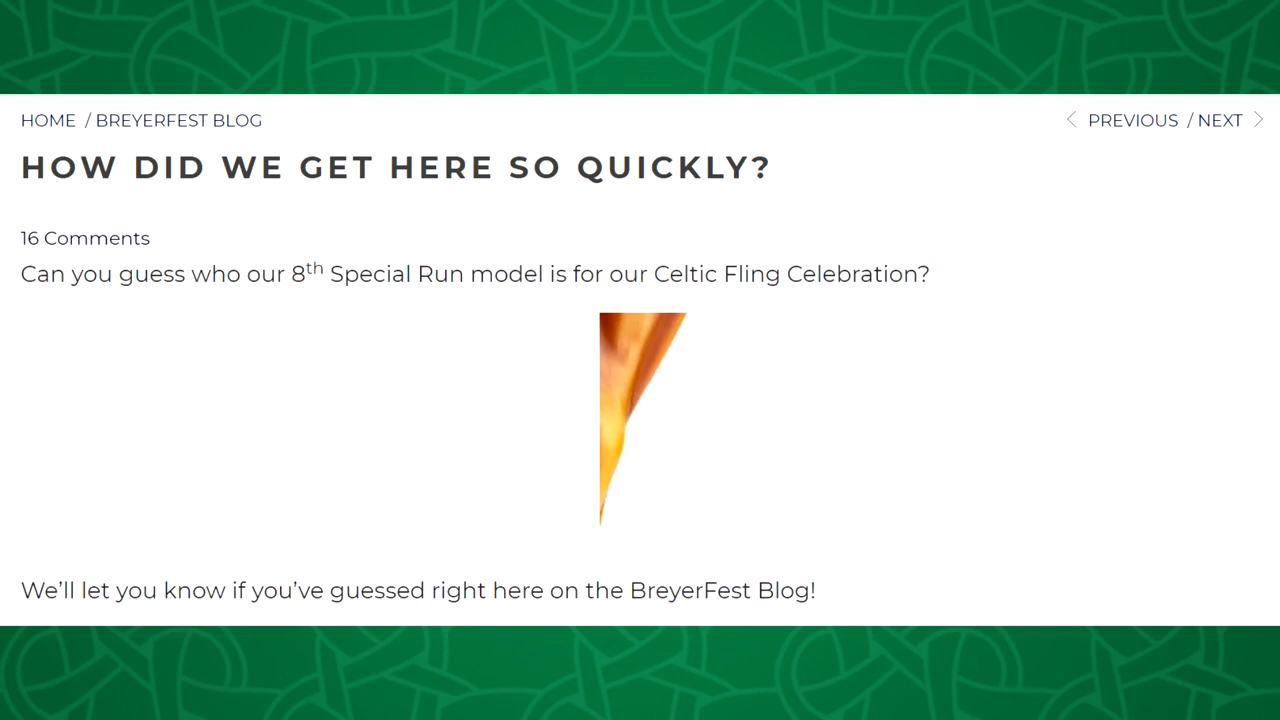 HOME / BREYERFEST BLOG
PREVIOUS / NEXT
HOW DID WE GET HERE SO QUICKLY?
16 Comments
Can you guess who our 8th Special Run model is for our Celtic Fling Celebration?
We’ll let you know if you’ve guessed right here on the BreyerFest Blog!